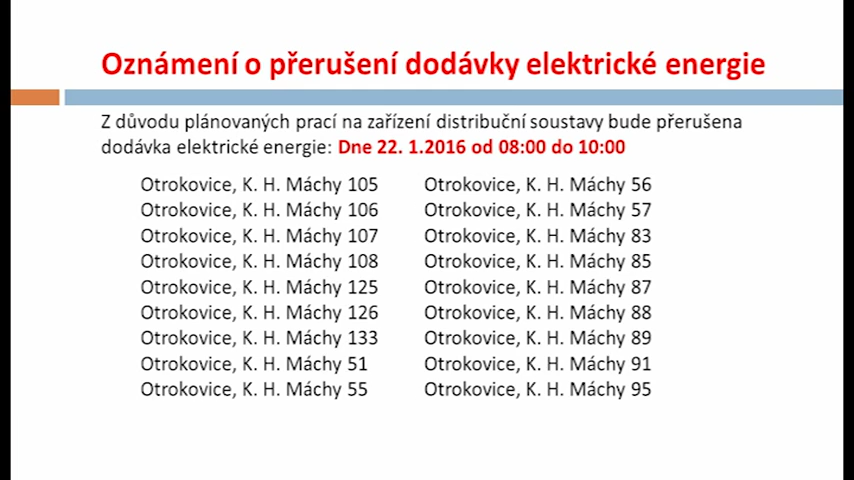 Oznámení o přerušení dodávky elektrické energie
Z důvodu plánovaných prací na zařízení distribuční soustavy bude přerušena
dodávka elektrické energie: Dne 22. 1.2016 od 08:00 do 10:00
Otrokovice, K. H. Máchy 105
Otrokovice, K. H. Máchy 106
Otrokovice, K. H. Máchy 107
Otrokovice, K. H. Máchy 108
Otrokovice, K. H. Máchy 125
Otrokovice, K. H. Máchy 126
Otrokovice, K. H. Máchy 133
Otrokovice, K. H. Máchy 51
Otrokovice, K. H. Máchy 55
Otrokovice, K. H. Máchy 56
Otrokovice, K. H. Máchy 57
Otrokovice, K. H. Máchy 83
Otrokovice, K. H. Máchy 85
Otrokovice, K. H. Máchy 87
Otrokovice, K. H. Máchy 88
Otrokovice, K. H. Máchy 89
Otrokovice, K. H. Máchy 91
Otrokovice, K. H. Máchy 95